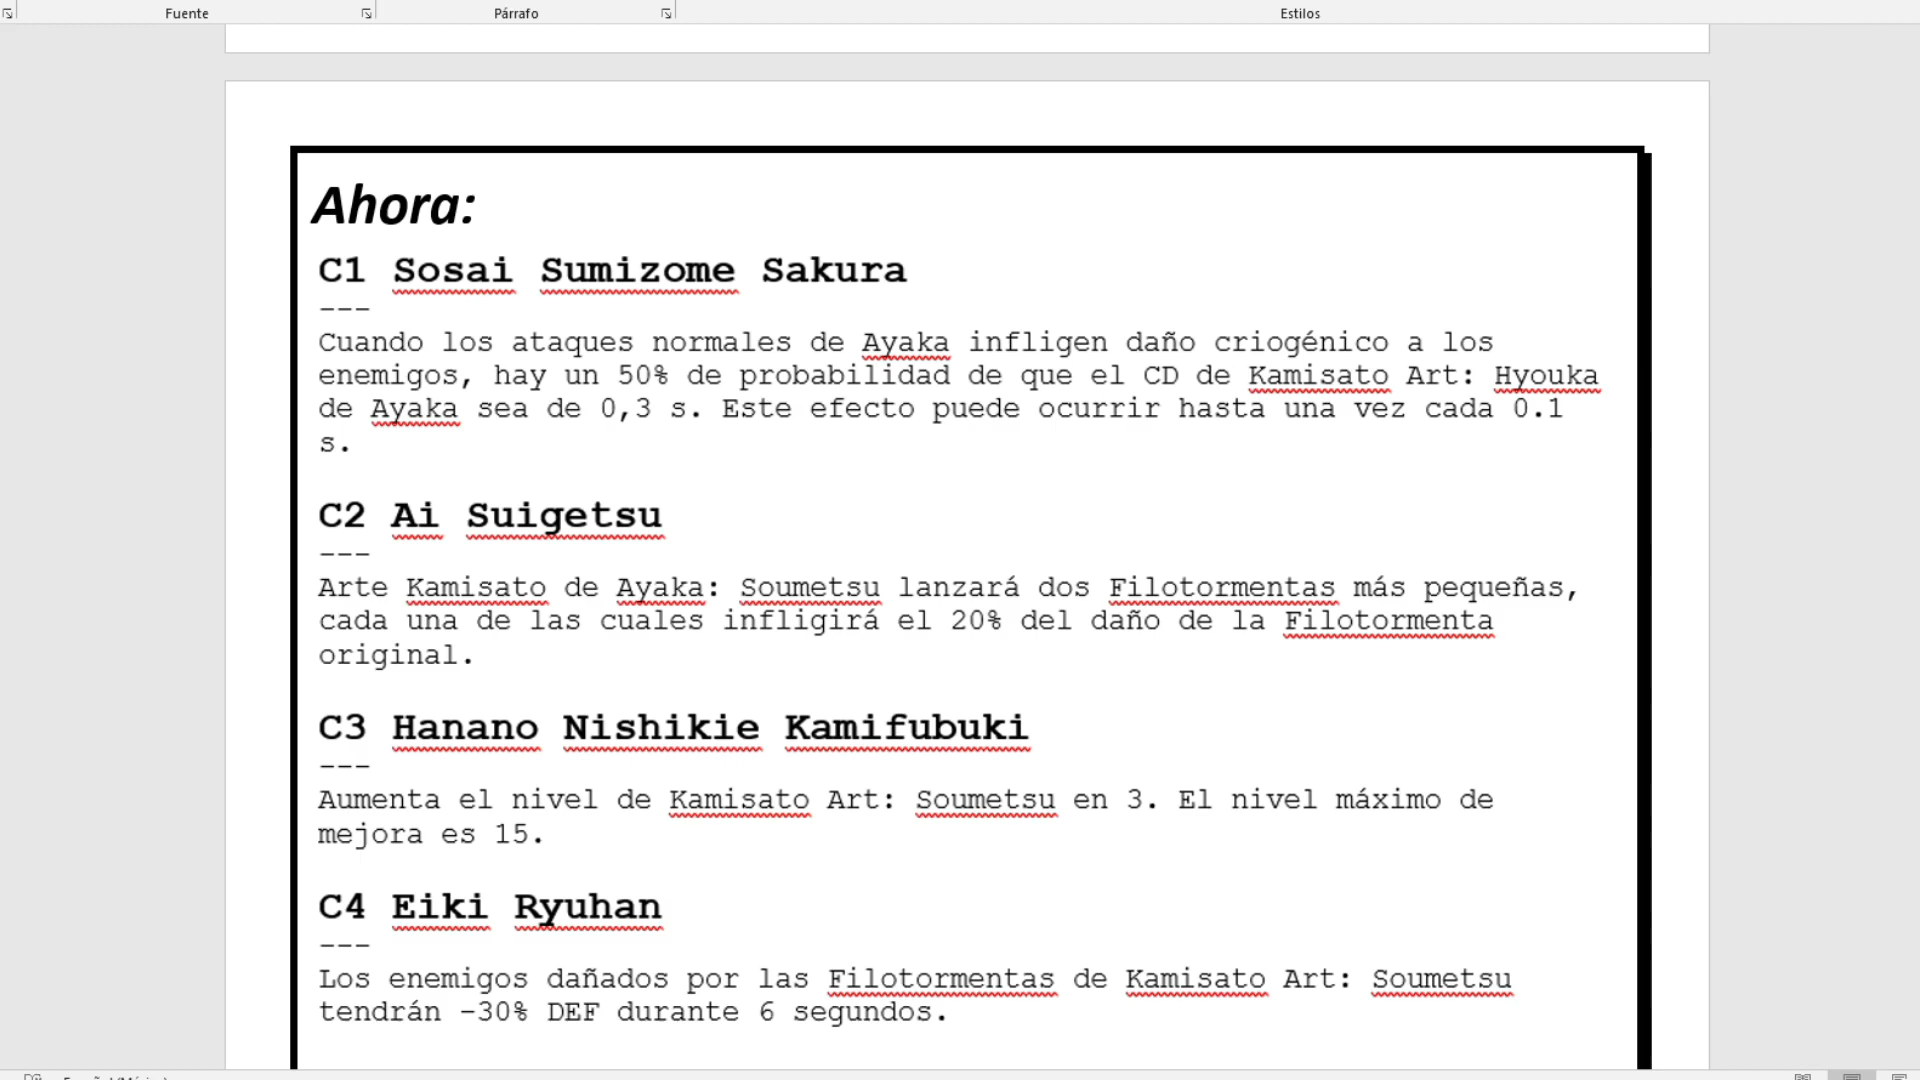 Fuente Párrafo Estilos
Ahora:
C1 Sosai Sumizome Sakura
---
Cuando los ataques normales de Ayaka infligen daño criogénico a los
enemigos, hay un 50% de probabilidad de que el CD de Kamisato Art: Hyouka
de Ayaka sea de 0,3 s. Este efecto puede ocurrir hasta una vez cada 0.1
s.
C2 Ai Suigetsu
---
Arte Kamisato de Ayaka: Soumetsu lanzará dos Filotormentas más pequeñas,
cada una de las cuales infligirá el 20% del daño de la Filotormenta
original.
C3 Hanano Nishikie Kamifubuki
---
Aumenta el nivel de Kamisato Art: Soumetsu en 3. El nivel máximo de
mejora es 15.
C4 Eiki Ryuhan
---
Los enemigos dañados por las Filotormentas de Kamisato Art: Soumetsu
tendrán -30% DEF durante 6 segundos.